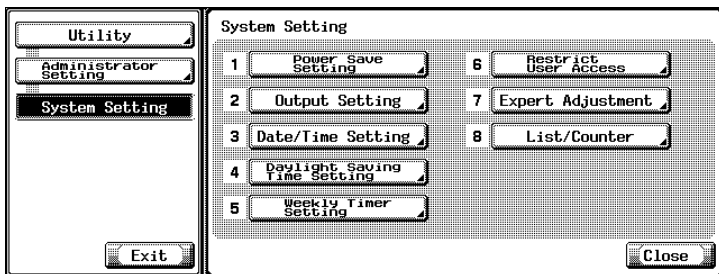 Utility
Administrator
Setting
System Setting
Exit
System Setting
1 Power Save
Setting
2 Output Setting
3 Date/Time Setting
4 Daylight Saving
Time Setting
5 Weekly Timer
Setting
6 Restrict
User Access
7 Expert Adjustment
8 List/Counter
Close